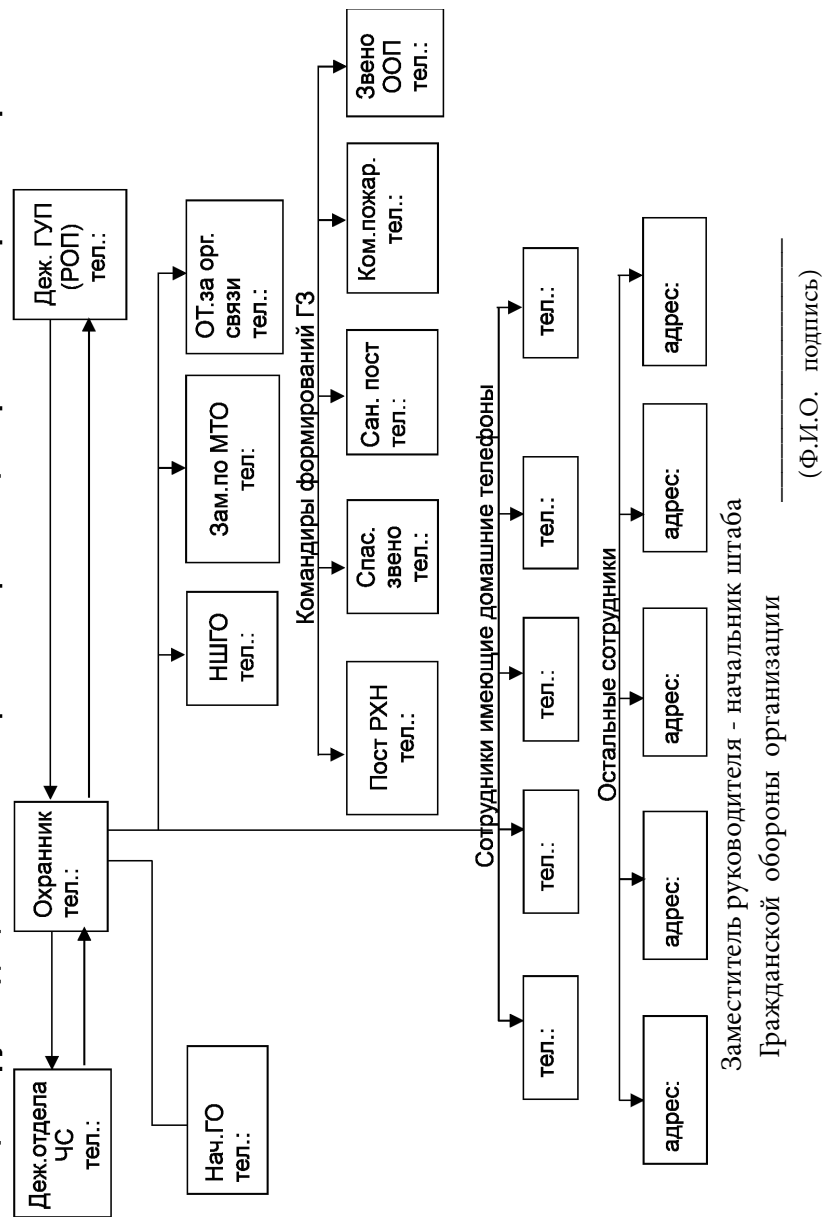 Деж.отдела
ЧС
тел.:
Охранник
тел.:
Деж. ГУП
(РОП)
тел.:
Нач.ГО
тел.:
НШГО
тел.:
Зам.по МТО
тел:
ОТ.за орг.
связи
тел.:
Командиры формирований ГЗ
Пост РХН
тел.:
Спас.
звено
тел.:
Сан. пост
тел.:
Ком.пожар.
тел.:
Звено
ООП
тел.:
Сотрудники имеющие домашние телефоны
тел.:
тел.:
тел.:
тел.:
тел.:
Остальные сотрудники
адрес:
адрес:
адрес:
адрес:
адрес:
Заместитель руководителя - начальник штаба
Гражданской обороны организации
(Ф.И.О. подпись)